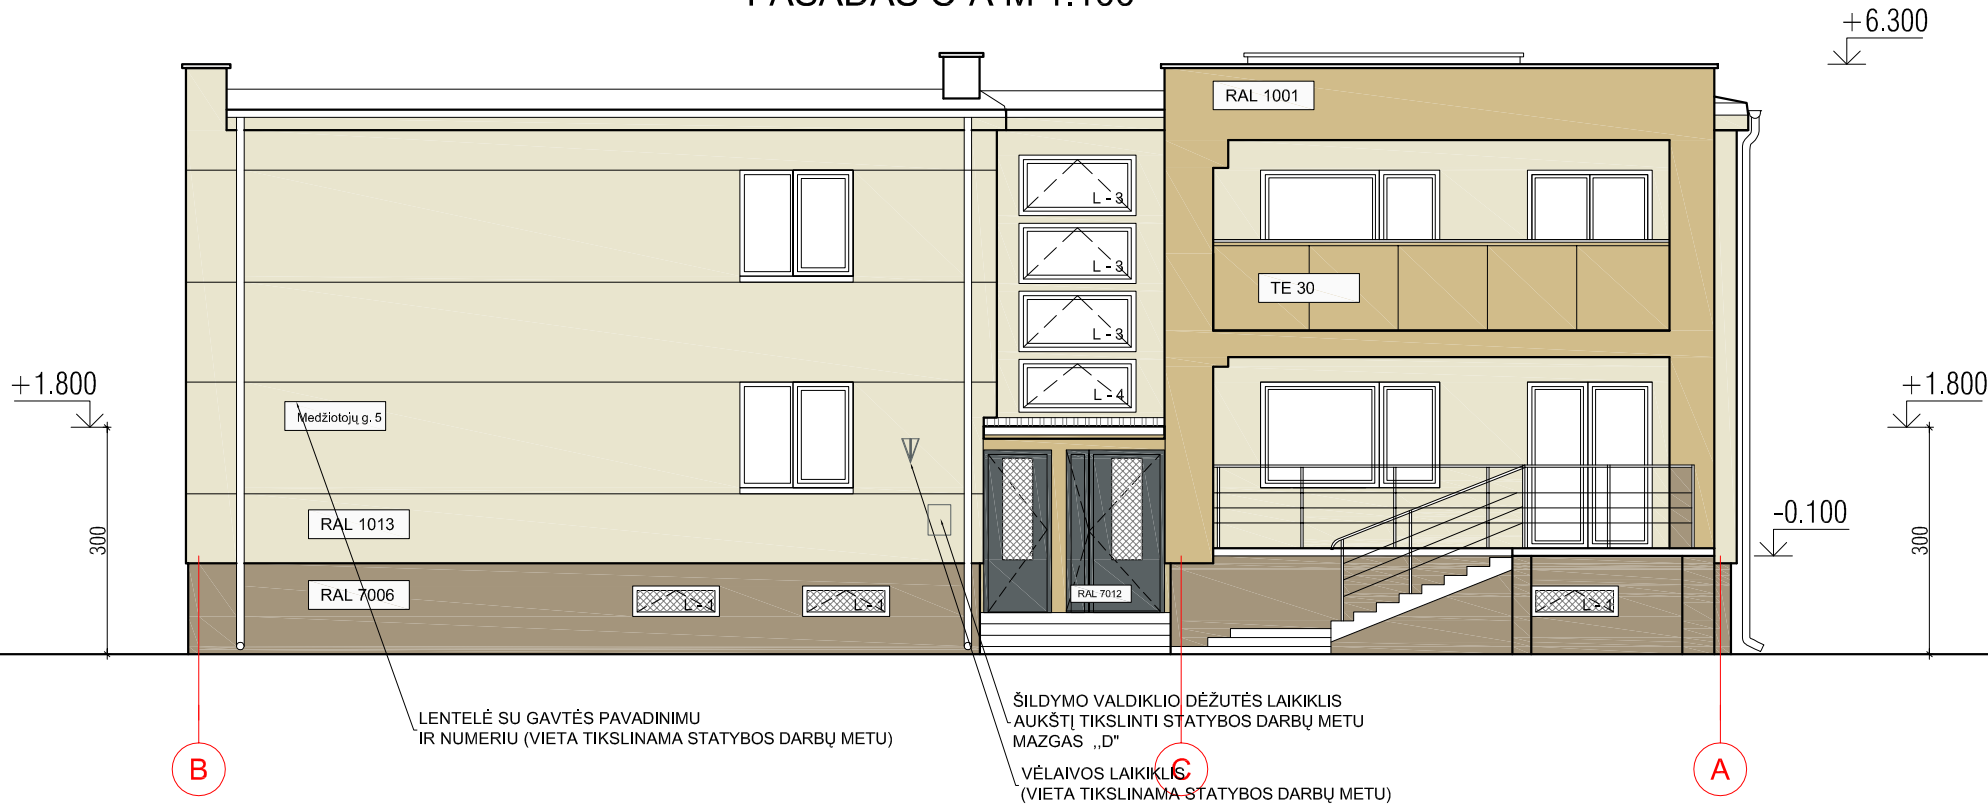 FASADAS C-A M 1:100
+6.300
RAL 1001
L - 3
L - 3
TE 30
L - 3
+1.800
+1.800
L - 4
Medžiotojų g. 5
RAL 1013
-0.100
300
300
RAL 7006
L - 1
L - 1
RAL 7012
L - 1
LENTELĖ SU GAVTĖS PAVADINIMU
IR NUMERIU (VIETA TIKSLINAMA STATYBOS DARBŲ METU)
ŠILDYMO VALDIKLIO DĖŽUTĖS LAIKIKLIS
AUKŠTĮ TIKSLINTI STATYBOS DARBŲ METU
MAZGAS ,,D"
VĖLAIVOS LAIKIKLIS
(VIETA TIKSLINAMA STATYBOS DARBŲ METU)
B
C
A